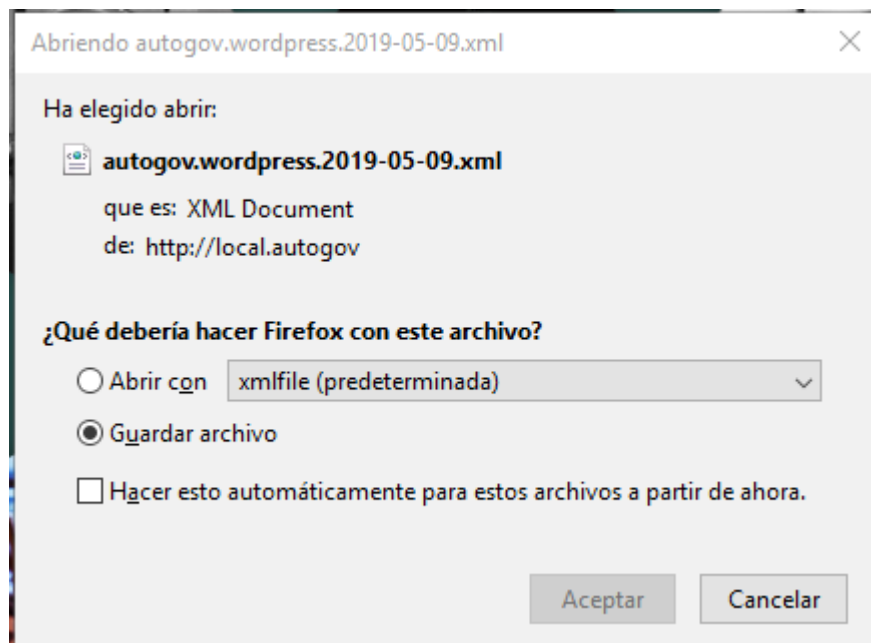 Abriendo autogov.wordpress.2019-05-09.xml
Ha elegido abrir:
autogov.wordpress.2019-05-09.xml
que es: XML Document
de: http://local.autogov
¿Qué debería hacer Firefox con este archivo?
Abrir con xmlfile (predeterminada)
Guardar archivo
Hacer esto automáticamente para estos archivos a partir de ahora.
Aceptar Cancelar